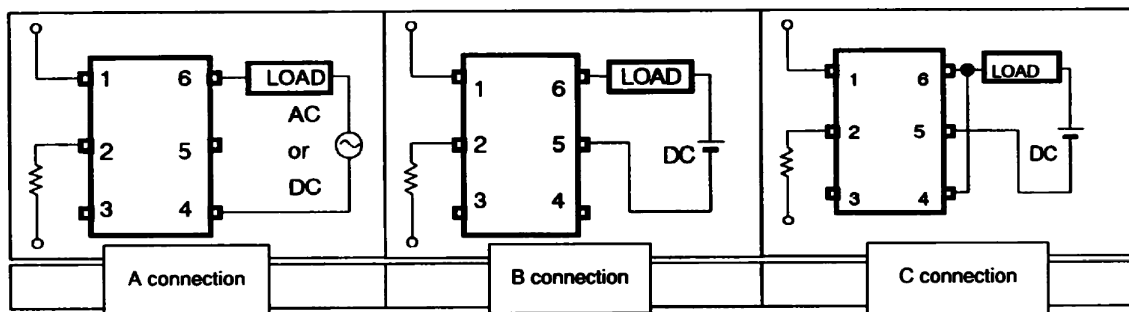 1 6 LOAD
AC
2 5 or
DC
3 4
A connection
1 6 LOAD
2 5 DC
3 4
B connection
1 6 LOAD
2 5 DC
3 4
C connection